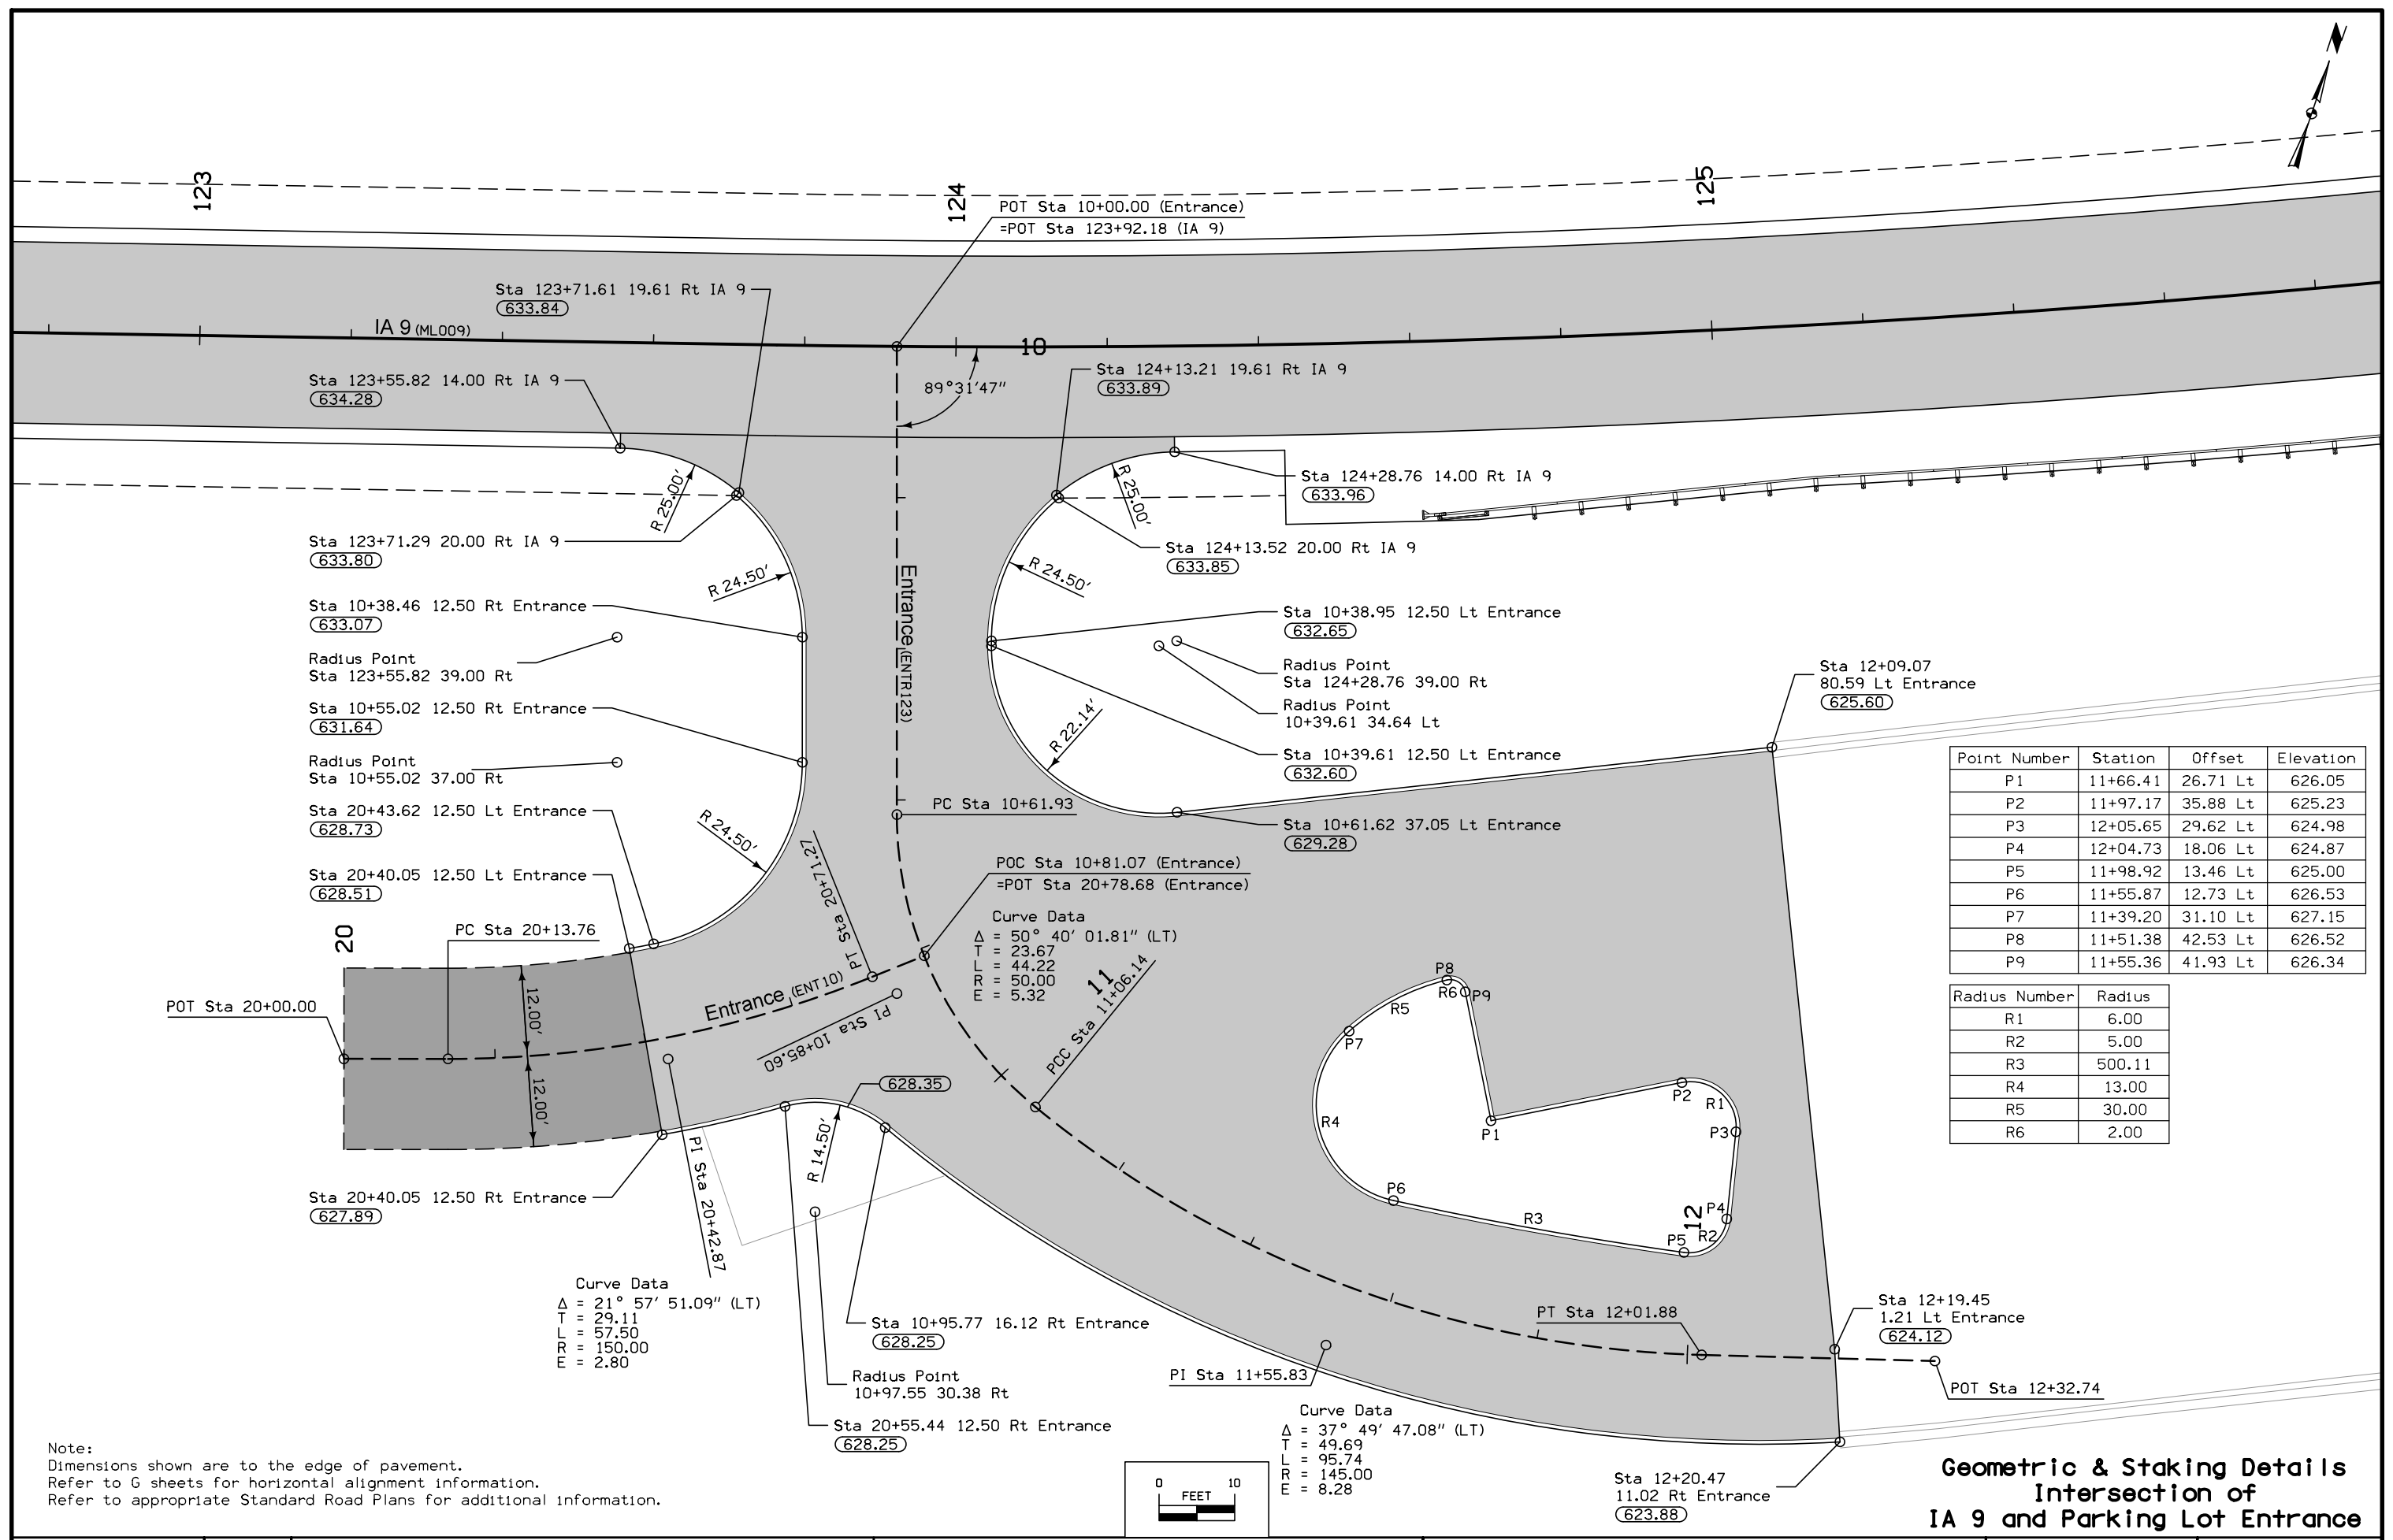 123
124
125
POT Sta 10+00.00 (Entrance)
=POT Sta 123+92.18 (IA 9)
Sta 123+71.61 19.61 Rt IA 9
633.84
IA 9 (ML009)
10
89°31'47"
Sta 123+55.82 14.00 Rt IA 9
634.28
Sta 124+13.21 19.61 Rt IA 9
633.89
R 25.00'
R 25.00'
Sta 124+28.76 14.00 Rt IA 9
633.96
Sta 123+71.29 20.00 Rt IA 9
633.80
Sta 124+13.52 20.00 Rt IA 9
633.85
R 24.50'
R 24.50'
Entrance (ENTR123)
Sta 10+38.46 12.50 Rt Entrance
633.07
Sta 10+38.95 12.50 Lt Entrance
632.65
Radius Point
Sta 123+55.82 39.00 Rt
Radius Point
Sta 124+28.76 39.00 Rt
Radius Point
10+39.61 34.64 Lt
Sta 12+09.07
80.59 Lt Entrance
625.60
Sta 10+55.02 12.50 Rt Entrance
631.64
R 22.14'
Sta 10+39.61 12.50 Lt Entrance
632.60
Radius Point
Sta 10+55.02 37.00 Rt
Sta 20+43.62 12.50 Lt Entrance
628.73
R 24.50'
PC Sta 10+61.93
Sta 10+61.62 37.05 Lt Entrance
629.28
Sta 20+40.05 12.50 Lt Entrance
628.51
PT Sta 20+71.27
POC Sta 10+81.07 (Entrance)
=POT Sta 20+78.68 (Entrance)
20
PC Sta 20+13.76
Curve Data
Δ = 50° 40' 01.81" (LT)
T = 23.67
L = 44.22
R = 50.00
E = 5.32
POT Sta 20+00.00
12.00'
12.00'
Entrance (ENT10)
PI Sta 10+85.60
11
PCC Sta 11+06.14
628.35
R 14.50'
PI Sta 20+42.87
Sta 20+40.05 12.50 Rt Entrance
627.89
P8
R6
P9
R5
P7
R4
P1
P2
R1
P3
P6
R3
P4
R2
P5
12
Point Number Station Offset Elevation
P1 11+66.41 26.71 Lt 626.05
P2 11+97.17 35.88 Lt 625.23
P3 12+05.65 29.62 Lt 624.98
P4 12+04.73 18.06 Lt 624.87
P5 11+98.92 13.46 Lt 625.00
P6 11+55.87 12.73 Lt 626.53
P7 11+39.20 31.10 Lt 627.15
P8 11+51.38 42.53 Lt 626.52
P9 11+55.36 41.93 Lt 626.34
Radius Number Radius
R1 6.00
R2 5.00
R3 500.11
R4 13.00
R5 30.00
R6 2.00
Curve Data
Δ = 21° 57' 51.09" (LT)
T = 29.11
L = 57.50
R = 150.00
E = 2.80
Sta 10+95.77 16.12 Rt Entrance
628.25
Radius Point
10+97.55 30.38 Rt
Sta 20+55.44 12.50 Rt Entrance
628.25
PI Sta 11+55.83
PT Sta 12+01.88
Sta 12+19.45
1.21 Lt Entrance
624.12
POT Sta 12+32.74
Curve Data
Δ = 37° 49' 47.08" (LT)
T = 49.69
L = 95.74
R = 145.00
E = 8.28
Sta 12+20.47
11.02 Rt Entrance
623.88
Note:
Dimensions shown are to the edge of pavement.
Refer to G sheets for horizontal alignment information.
Refer to appropriate Standard Road Plans for additional information.
0 10
FEET
Geometric & Staking Details
Intersection of
IA 9 and Parking Lot Entrance